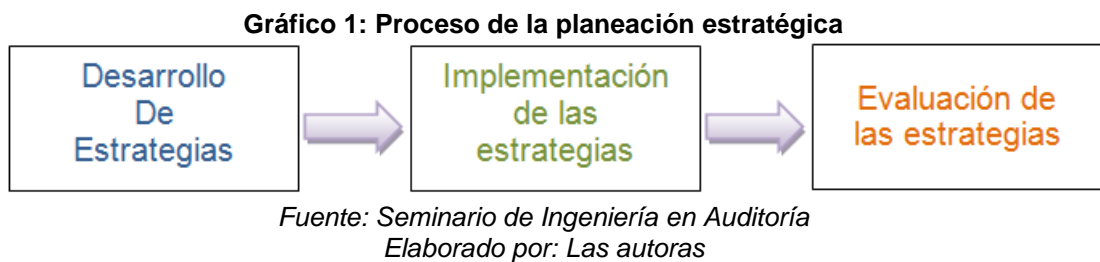 Gráfico 1: Proceso de la planeación estratégica
Desarrollo
De
Estrategias
Implementación
de las
estrategias
Evaluación de
las estrategias
Fuente: Seminario de Ingeniería en Auditoría
Elaborado por: Las autoras